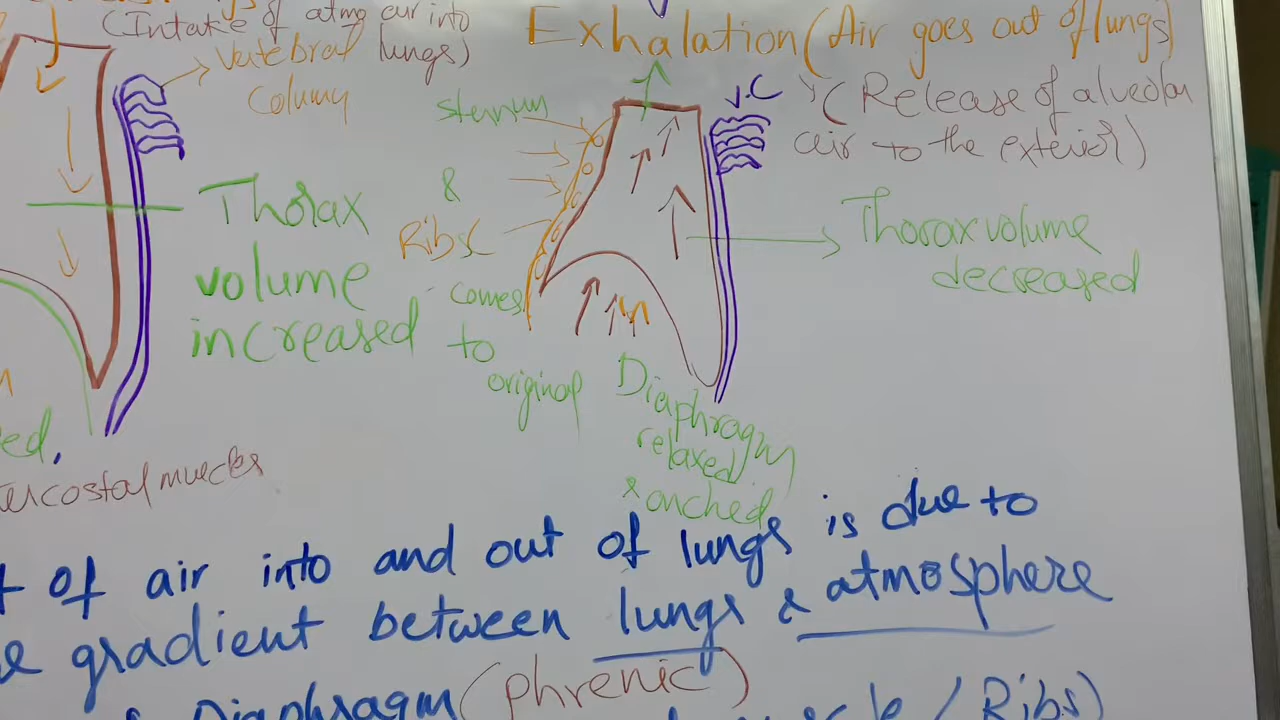 (Intake of atmo air into
lungs)
Vertebral
Column
Thorax
volume
increased
ed,
muscles
Exhalation (Air goes out of lungs)
V.C
(Release of alveolar
air to the exterior)
sternum
&
Ribs
comes
to
original
Thorax volume
decreased
Diaphragm
relaxed
& arched
of air into and out of lungs is due to
gradient between lungs & atmosphere
Diaphragm (phrenic)
/ Ribs)